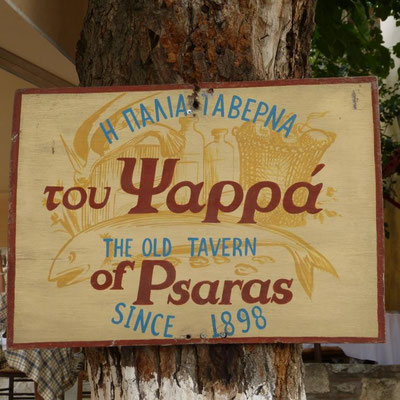 Η ΠΑΛΙΑ ΤΑΒΕΡΝΑ
του Ψαρρά
THE OLD TAVERN
of Psaras
SINCE 1898